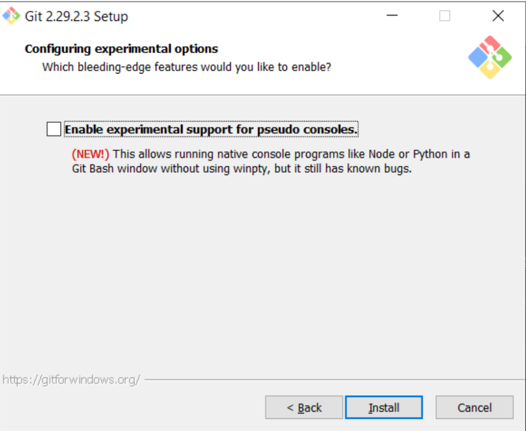 Git 2.29.2.3 Setup
Configuring experimental options
Which bleeding-edge features would you like to enable?
Enable experimental support for pseudo consoles.
(NEW!) This allows running native console programs like Node or Python in a
Git Bash window without using winpty, but it still has known bugs.
https://gitforwindows.org/
< Back
Install
Cancel